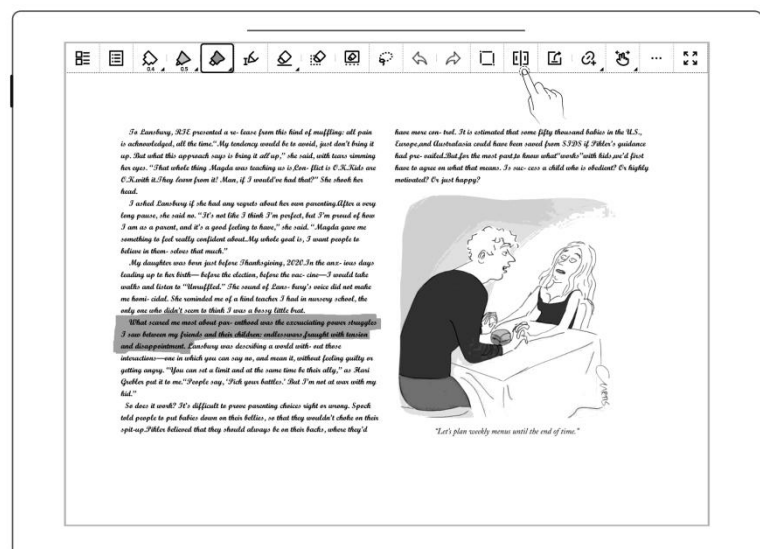 0.4
0.5
To Lansbury, RIE presented a re- lease from this kind of muffling: all pain
is acknowledged, all the time."My tendency would be to avoid, just don't bring it
up. But what this approach says is bring it all up," she said, with tears rimming
her eyes. "That whole thing Magda was teaching us is,Con- flict is O.K.Kids are
O.K.with it.They learn from it! Man, if I would've had that?" She shook her
head.
I asked Lansbury if she had any regrets about her own parenting.After a very
long pause, she said no. "It's not like I think I'm perfect, but I'm proud of how
I am as a parent, and it's a good feeling to have," she said. "Magda gave me
something to feel really confident about.My whole goal is, I want people to
believe in them- selves that much."
My daughter was born just before Thanksgiving, 2020.In the anx- ious days
leading up to her birth— before the election, before the vac- cine—I would take
walks and listen to "Unruffled." The sound of Lans- bury's voice did not make
me homi- cidal. She reminded me of a kind teacher I had in nursery school, the
only one who didn't seem to think I was a bossy little brat.
What scared me most about par- enthood was the excruciating power struggles
I saw between my friends and their children: endlesswars,fraught with tension
and disappointment. Lansbury was describing a world with- out those
interactions—one in which you can say no, and mean it, without feeling guilty or
getting angry. "You can set a limit and at the same time be their ally," as Hari
Grebler put it to me."People say, 'Pick your battles.' But I'm not at war with my
kid."
So does it work? It's difficult to prove parenting choices right or wrong. Spock
told people to put babies down on their bellies, so that they wouldn't choke on their
spit-up.Pikler believed that they should always be on their backs, where they'd
have more con- trol. It is estimated that some fifty thousand babies in the U.S.,
Europe,and Australasia could have been saved from SIDS if Pikler's guidance
had pre- vailed.But,for the most part,to know what"works"with kids,we'd first
have to agree on what that means. Is suc- cess a child who is obedient? Or highly
motivated? Or just happy?
"Let's plan weekly menus until the end of time."